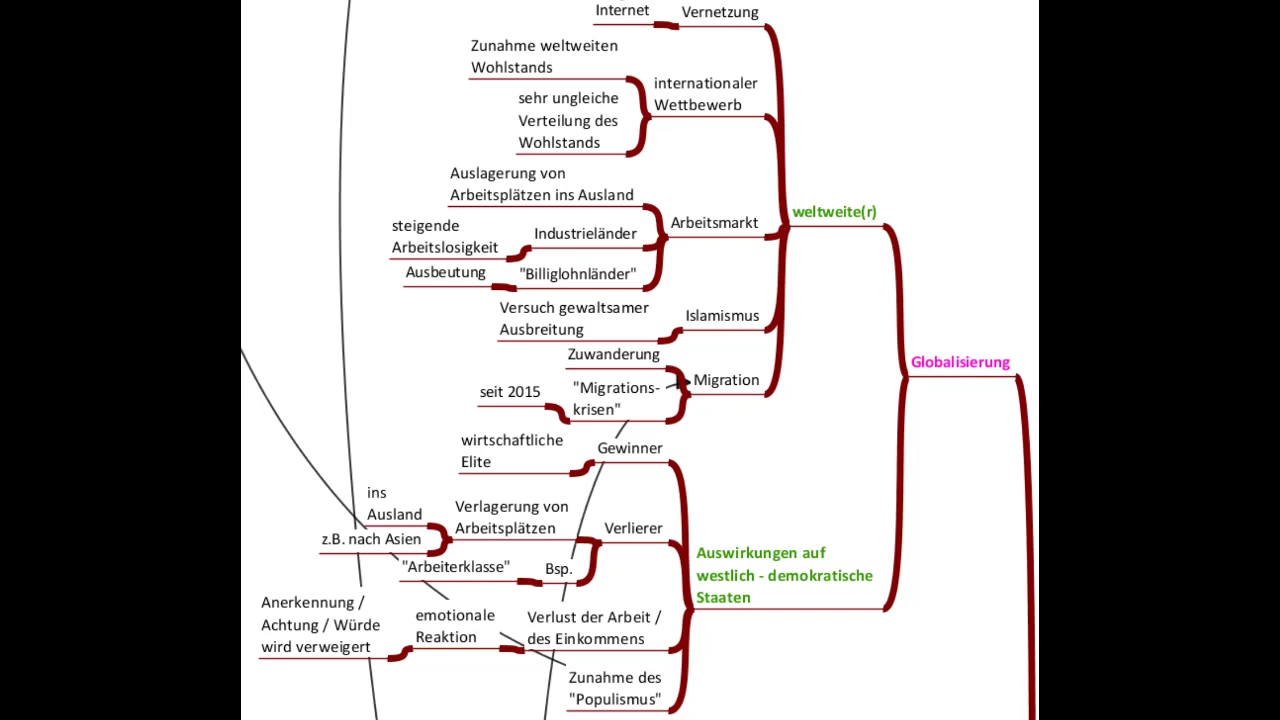 Internet
Vernetzung
Zunahme weltweiten
Wohlstands
internationaler
Wettbewerb
sehr ungleiche
Verteilung des
Wohlstands
Auslagerung von
Arbeitsplätzen ins Ausland
Arbeitsmarkt
weltweite(r)
steigende
Arbeitslosigkeit
Industrieländer
Ausbeutung
"Billiglohnländer"
Versuch gewaltsamer
Ausbreitung
Islamismus
Zuwanderung
Globalisierung
Migration
seit 2015
"Migrations-
krisen"
wirtschaftliche
Elite
Gewinner
ins
Ausland
Verlagerung von
Arbeitsplätzen
Verlierer
z.B. nach Asien
"Arbeiterklasse"
Bsp.
Auswirkungen auf
westlich - demokratische
Staaten
Anerkennung /
Achtung / Würde
wird verweigert
emotionale
Reaktion
Verlust der Arbeit /
des Einkommens
Zunahme des
"Populismus"